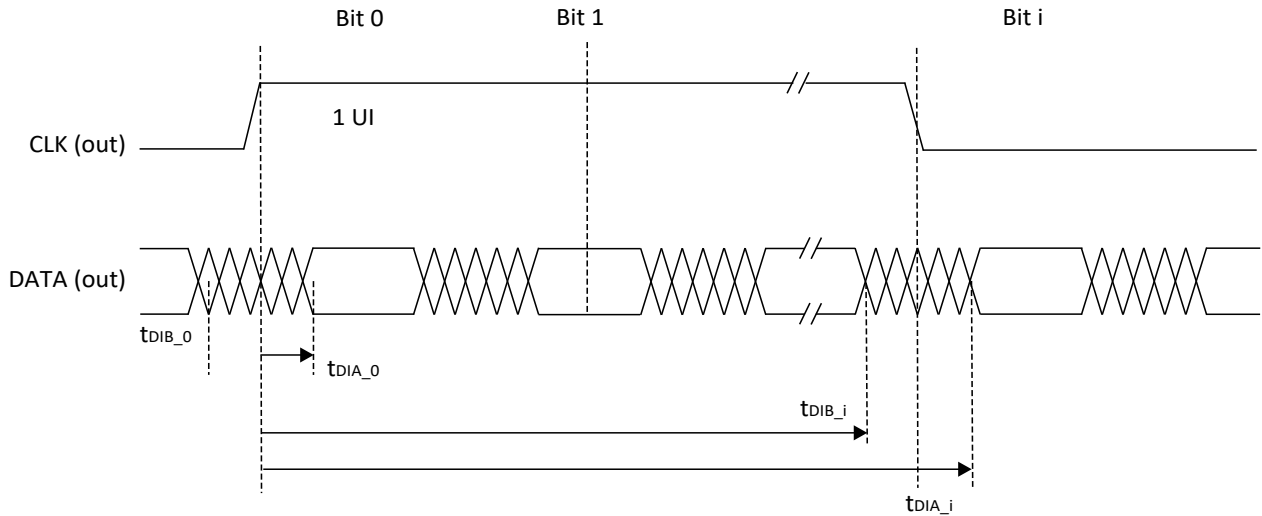 Bit 0 Bit 1 Bit i
1 UI
CLK (out)
DATA (out)
tDIB_0
tDIA_0
tDIB_i
tDIA_i